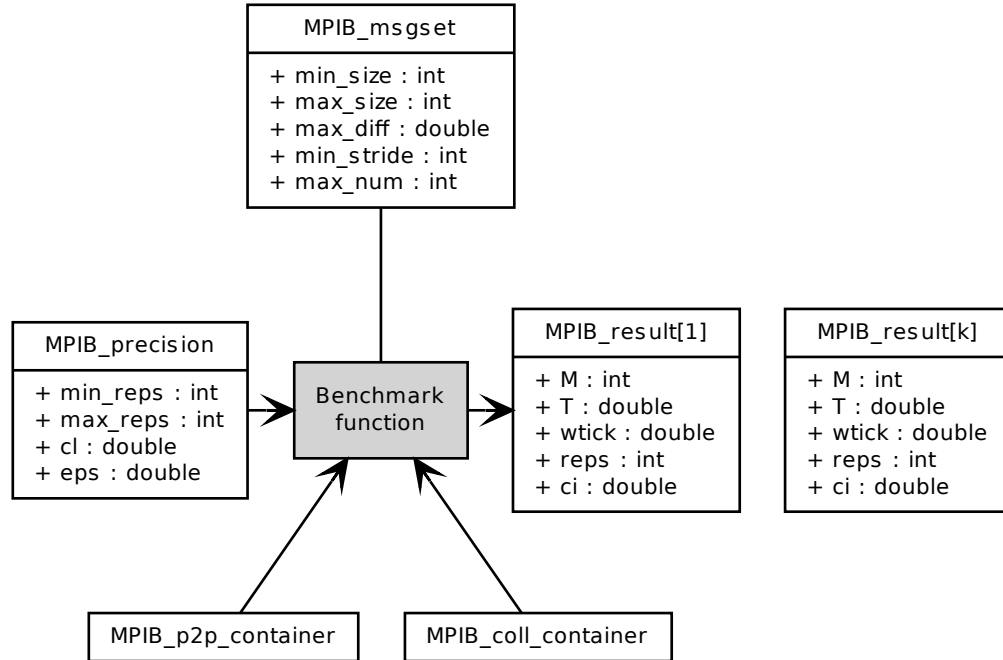 MPIB_msgset
+ min_size : int
+ max_size : int
+ max_diff : double
+ min_stride : int
+ max_num : int
MPIB_precision
+ min_reps : int
+ max_reps : int
+ cl : double
+ eps : double
Benchmark
function
MPIB_result[1]
+ M : int
+ T : double
+ wtick : double
+ reps : int
+ ci : double
MPIB_result[k]
+ M : int
+ T : double
+ wtick : double
+ reps : int
+ ci : double
MPIB_p2p_container
MPIB_coll_container